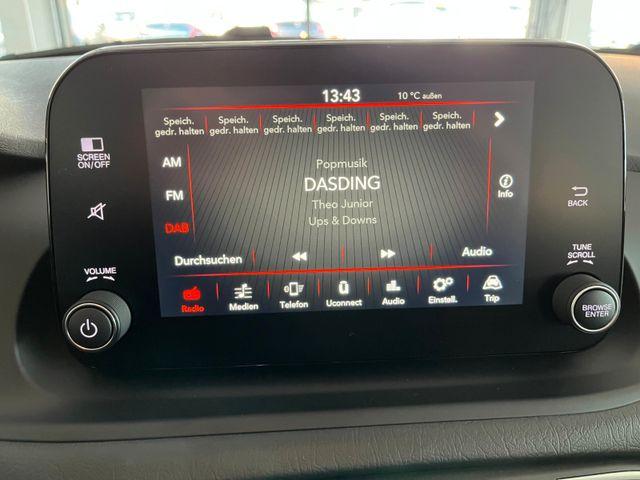 13:43
10 °C außen
Speich. gedr. halten
Speich. gedr. halten
Speich. gedr. halten
Speich. gedr. halten
Speich. gedr. halten
Speich. gedr. halten
SCREEN
ON/OFF
AM
FM
DAB
Popmusik
DASDING
Theo Junior
Ups & Downs
Info
BACK
Durchsuchen
Audio
VOLUME
TUNE
SCROLL
Radio
Medien
Telefon
Uconnect
Audio
Einstell.
Trip
BROWSE
ENTER